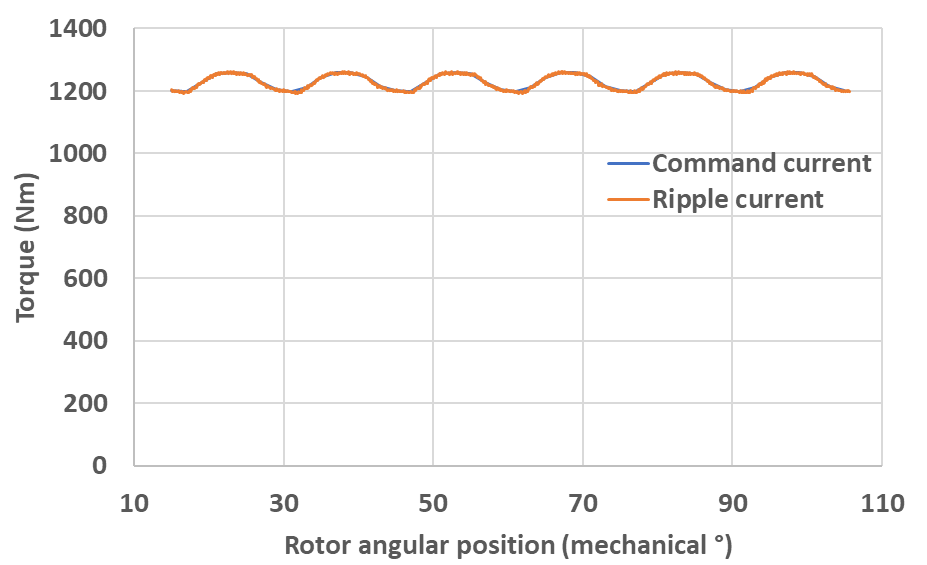 1400
1200
1000
800
600
400
200
0
Torque (Nm)
Command current
Ripple current
10 30 50 70 90 110
Rotor angular position (mechanical °)